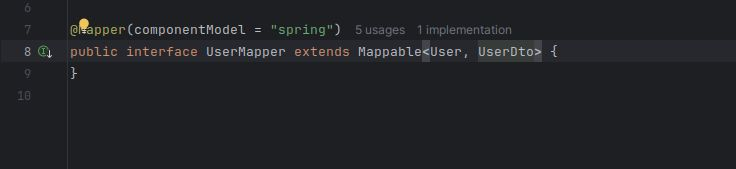 6
7 @Mapper(componentModel = "spring") 5 usages 1 implementation
8 public interface UserMapper extends Mappable<User, UserDto> {
9 }
10